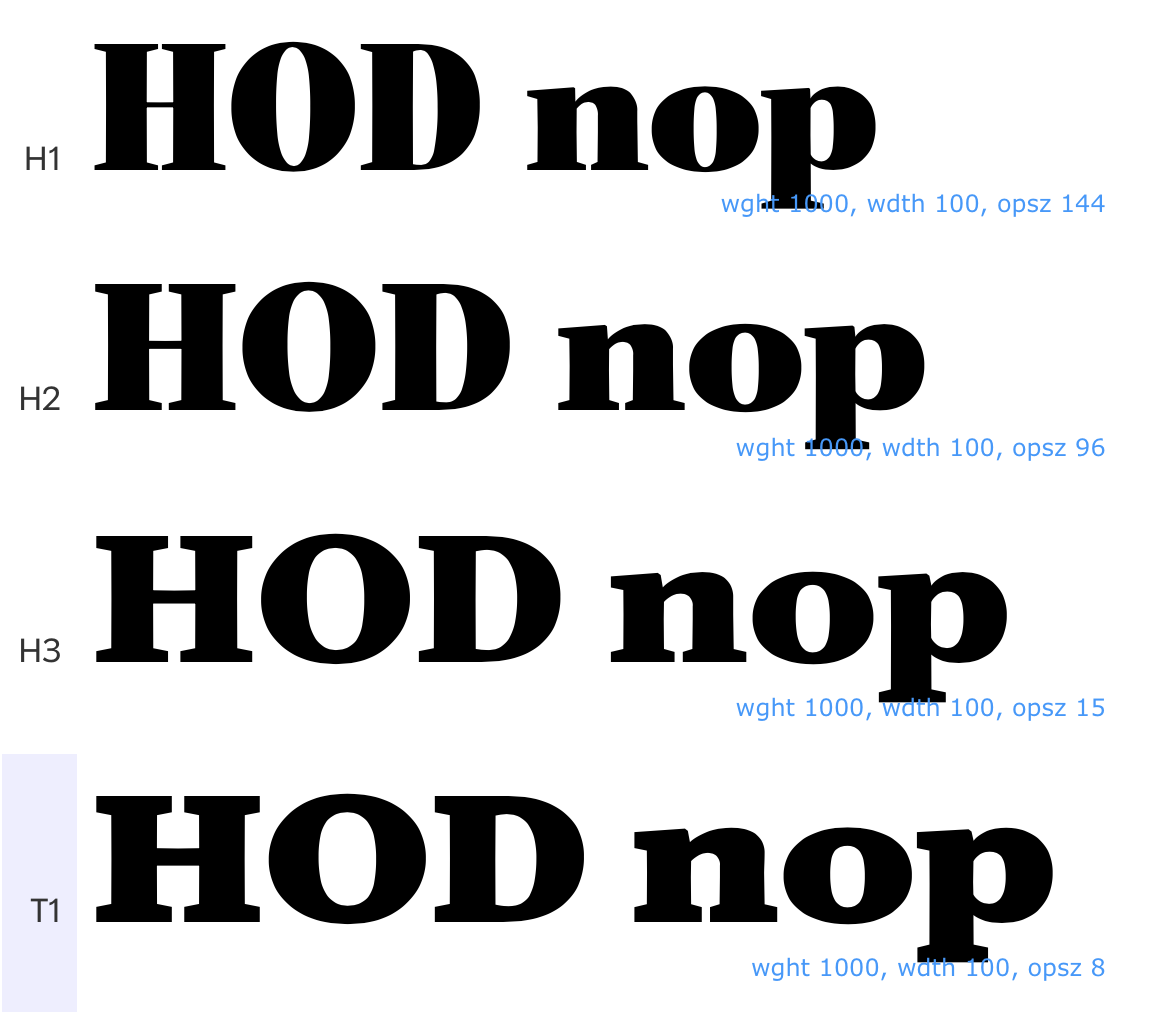 H1 HOD nop
wght 1000, wdth 100, opsz 144
H2 HOD nop
wght 1000, wdth 100, opsz 96
H3 HOD nop
wght 1000, wdth 100, opsz 15
T1 HOD nop
wght 1000, wdth 100, opsz 8